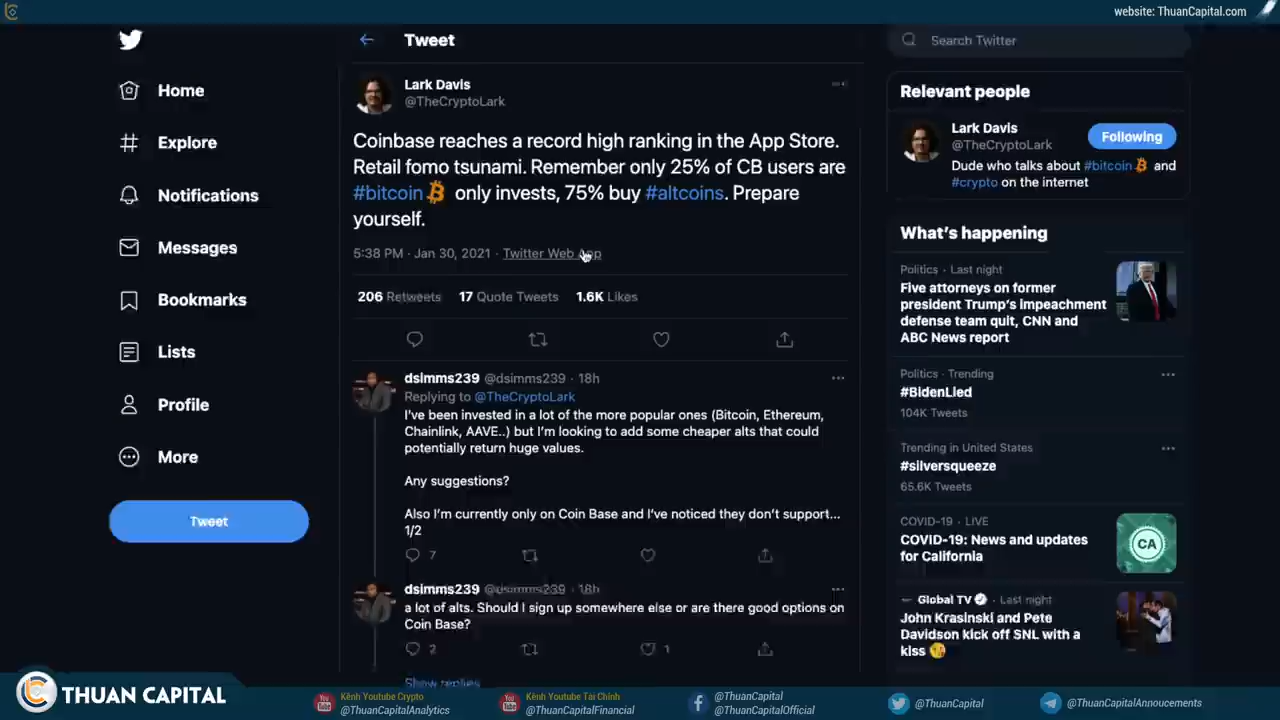 website: ThuanCapital.com
Home
Explore
Notifications
Messages
Bookmarks
Lists
Profile
More
Tweet
Tweet
Lark Davis
@TheCryptoLark
Coinbase reaches a record high ranking in the App Store.
Retail fomo tsunami. Remember only 25% of CB users are
#bitcoin only invests, 75% buy #altcoins. Prepare
yourself.
5:38 PM · Jan 30, 2021 · Twitter Web App
206 Retweets 17 Quote Tweets 1.6K Likes
dsimms239 @dsimms239 · 18h
Replying to @TheCryptoLark
I've been invested in a lot of the more popular ones (Bitcoin, Ethereum,
Chainlink, AAVE..) but I'm looking to add some cheaper alts that could
potentially return huge values.
Any suggestions?
Also I'm currently only on Coin Base and I've noticed they don't support...
1/2
7
dsimms239 @dsimms239 · 18h
a lot of alts. Should I sign up somewhere else or are there good options on
Coin Base?
2 1
Show replies
Search Twitter
Relevant people
Lark Davis
@TheCryptoLark
Following
Dude who talks about #bitcoin and
#crypto on the internet
What's happening
Politics · Last night
Five attorneys on former
president Trump's impeachment
defense team quit, CNN and
ABC News report
Politics · Trending
#BidenLied
104K Tweets
Trending in United States
#silversqueeze
65.6K Tweets
COVID-19 · LIVE
COVID-19: News and updates
for California
CA
Global TV · Last night
John Krasinski and Pete
Davidson kick off SNL with a
kiss
THUAN CAPITAL
Kênh Youtube Crypto
@ThuanCapitalAnalytics
Kênh Youtube Tài Chính
@ThuanCapitalFinancial
@ThuanCapital
@ThuanCapitalOfficial
@ThuanCapital
@ThuanCapitalAnnoucements